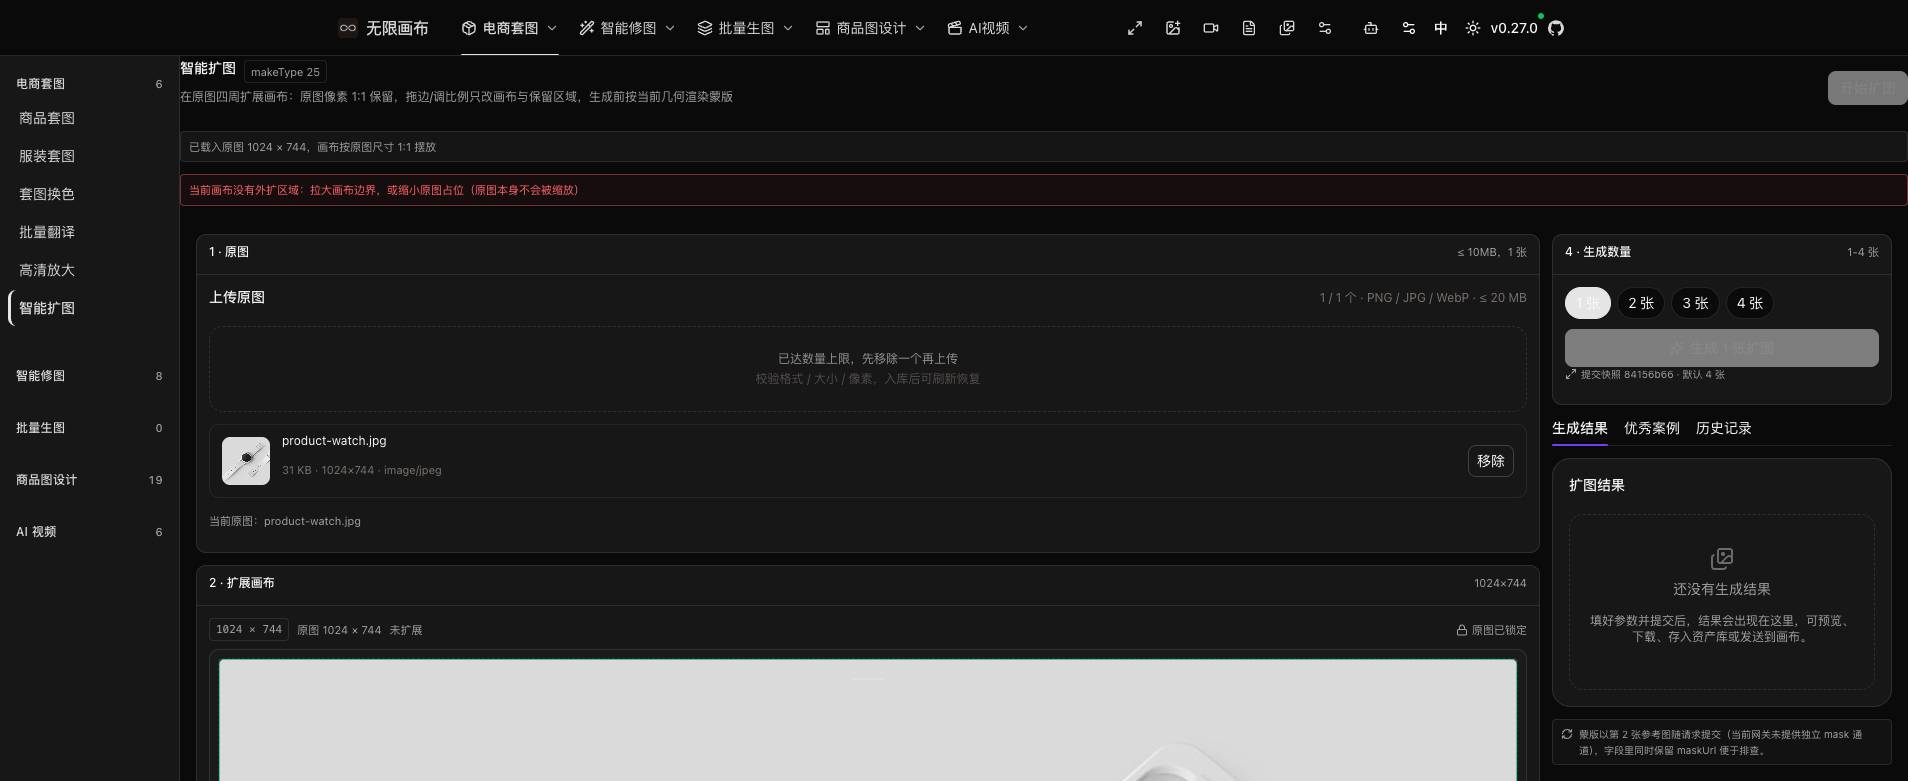 无限画布
电商套图
智能修图
批量生图
商品图设计
AI视频
中
v0.27.0
电商套图 6
商品套图
服装套图
套图换色
批量翻译
高清放大
智能扩图
智能修图 8
批量生图 0
商品图设计 19
AI 视频 6
智能扩图 makeType 25
在原图四周扩展画布：原图像素 1:1 保留，拖边/调比例只改画布与保留区域，生成前按当前几何渲染蒙版
开始扩图
已载入原图 1024 × 744，画布按原图尺寸 1:1 摆放
当前画布没有外扩区域：拉大画布边界，或缩小原图占位（原图本身不会被缩放）
1 · 原图 ≤ 10MB，1 张
上传原图 1 / 1 个 · PNG / JPG / WebP · ≤ 20 MB
已达数量上限，先移除一个再上传
校验格式 / 大小 / 像素，入库后可刷新恢复
product-watch.jpg
31 KB · 1024×744 · image/jpeg
移除
当前原图：product-watch.jpg
2 · 扩展画布 1024×744
1024 × 744 原图 1024 × 744 未扩展 原图已锁定
4 · 生成数量 1-4 张
1 张 2 张 3 张 4 张
生成 1 张扩图
提交快照 84156b66 · 默认 4 张
生成结果 优秀案例 历史记录
扩图结果
还没有生成结果
填好参数并提交后，结果会出现在这里，可预览、
下载、存入资产库或发送到画布。
蒙版以第 2 张参考图随请求提交（当前网关未提供独立 mask 通
道），字段里同时保留 maskUrl 便于排查。